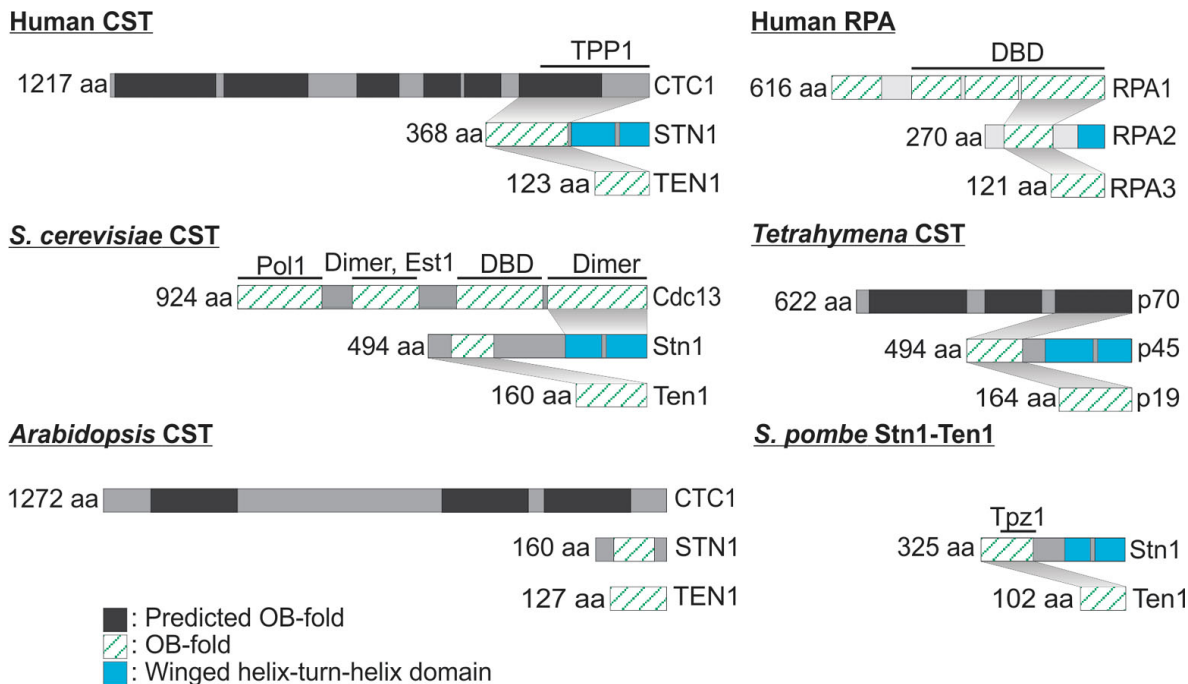 Human CST
TPP1
1217 aa CTC1
368 aa STN1
123 aa TEN1
Human RPA
DBD
616 aa RPA1
270 aa RPA2
121 aa RPA3
S. cerevisiae CST
Pol1 Dimer, Est1 DBD Dimer
924 aa Cdc13
494 aa Stn1
160 aa Ten1
Tetrahymena CST
622 aa p70
494 aa p45
164 aa p19
Arabidopsis CST
1272 aa CTC1
160 aa STN1
127 aa TEN1
S. pombe Stn1-Ten1
Tpz1
325 aa Stn1
102 aa Ten1
: Predicted OB-fold
: OB-fold
: Winged helix-turn-helix domain